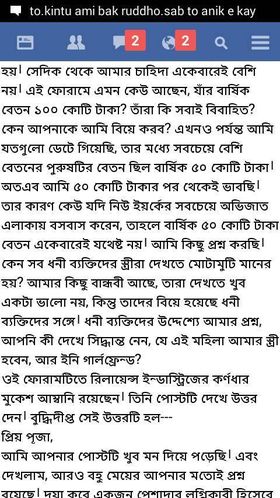 to.kintu ami bak ruddho.sab to anik e kay
2
2
হয়। সেদিক থেকে আমার চাহিদা একেবারেই বেশি
নয়। এই ফোরামে এমন কেউ আছেন, যাঁর বার্ষিক
বেতন ১০০ কোটি টাকা? তাঁরা কি সবাই বিবাহিত?
কেন আপনাকে আমি বিয়ে করব? এখনও পর্যন্ত আমি
যতগুলো ডেটে গিয়েছি, তার মধ্যে সবচেয়ে বেশি
বেতনের পুরুষটির বেতন ছিল বার্ষিক ৫০ কোটি টাকা।
অতএব আমি ৫০ কোটি টাকার পর থেকেই ভাবছি।
তার কারণ কেউ যদি নিউ ইয়র্কের সবচেয়ে অভিজাত
এলাকায় বসবাস করেন, তাহলে বার্ষিক ৫০ কোটি টাকা
বেতন একেবারেই যথেষ্ট নয়। আমি কিছু প্রশ্ন করছি।
কেন সব ধনী ব্যক্তিদের স্ত্রীরা দেখতে মোটামুটি মানের
হয়? আমার কিছু বান্ধবী আছে, তারা দেখতে খুব
একটা ভালো নয়, কিন্তু তাদের বিয়ে হয়েছে ধনী
ব্যক্তিদের সঙ্গে। ধনী ব্যক্তিদের উদ্দেশ্যে আমার প্রশ্ন,
আপনি কী দেখে সিদ্ধান্ত নেন, যে এই মহিলা আমার স্ত্রী
হবেন, আর ইনি গার্লফ্রেন্ড?
ওই ফোরামটিতে রিলায়েন্স ইন্ডাস্ট্রিজের কর্ণধার
মুকেশ আম্বানি রয়েছেন। তিনি পোস্টটি দেখে উত্তর
দেন। বুদ্ধিদীপ্ত সেই উত্তরটি হল---
প্রিয় পূজা,
আমি আপনার পোস্টটি খুব মন দিয়ে পড়েছি। এবং
দেখলাম, আরও বহু মেয়ের আপনার মতোই প্রশ্ন
রয়েছে। দয়া করে একজন পেশাদার লগ্নিকারী হিসেবে